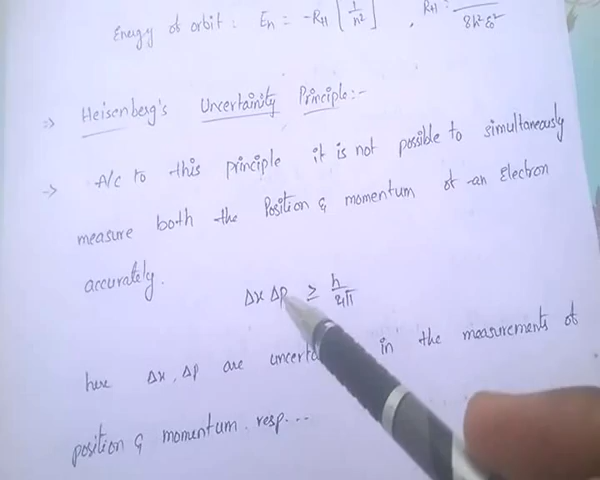 Energy of orbit : En = -RH [1/n²] , RH = 8h²ε0²
=> Heisenberg's Uncertainity Principle:-
-> A/c to this principle it is not possible to simultaneously
measure both the Position & momentum of an Electron
accurately.
Δx Δp ≥ h/4π
here Δx, Δp are in the measurements of
position & momentum. resp...